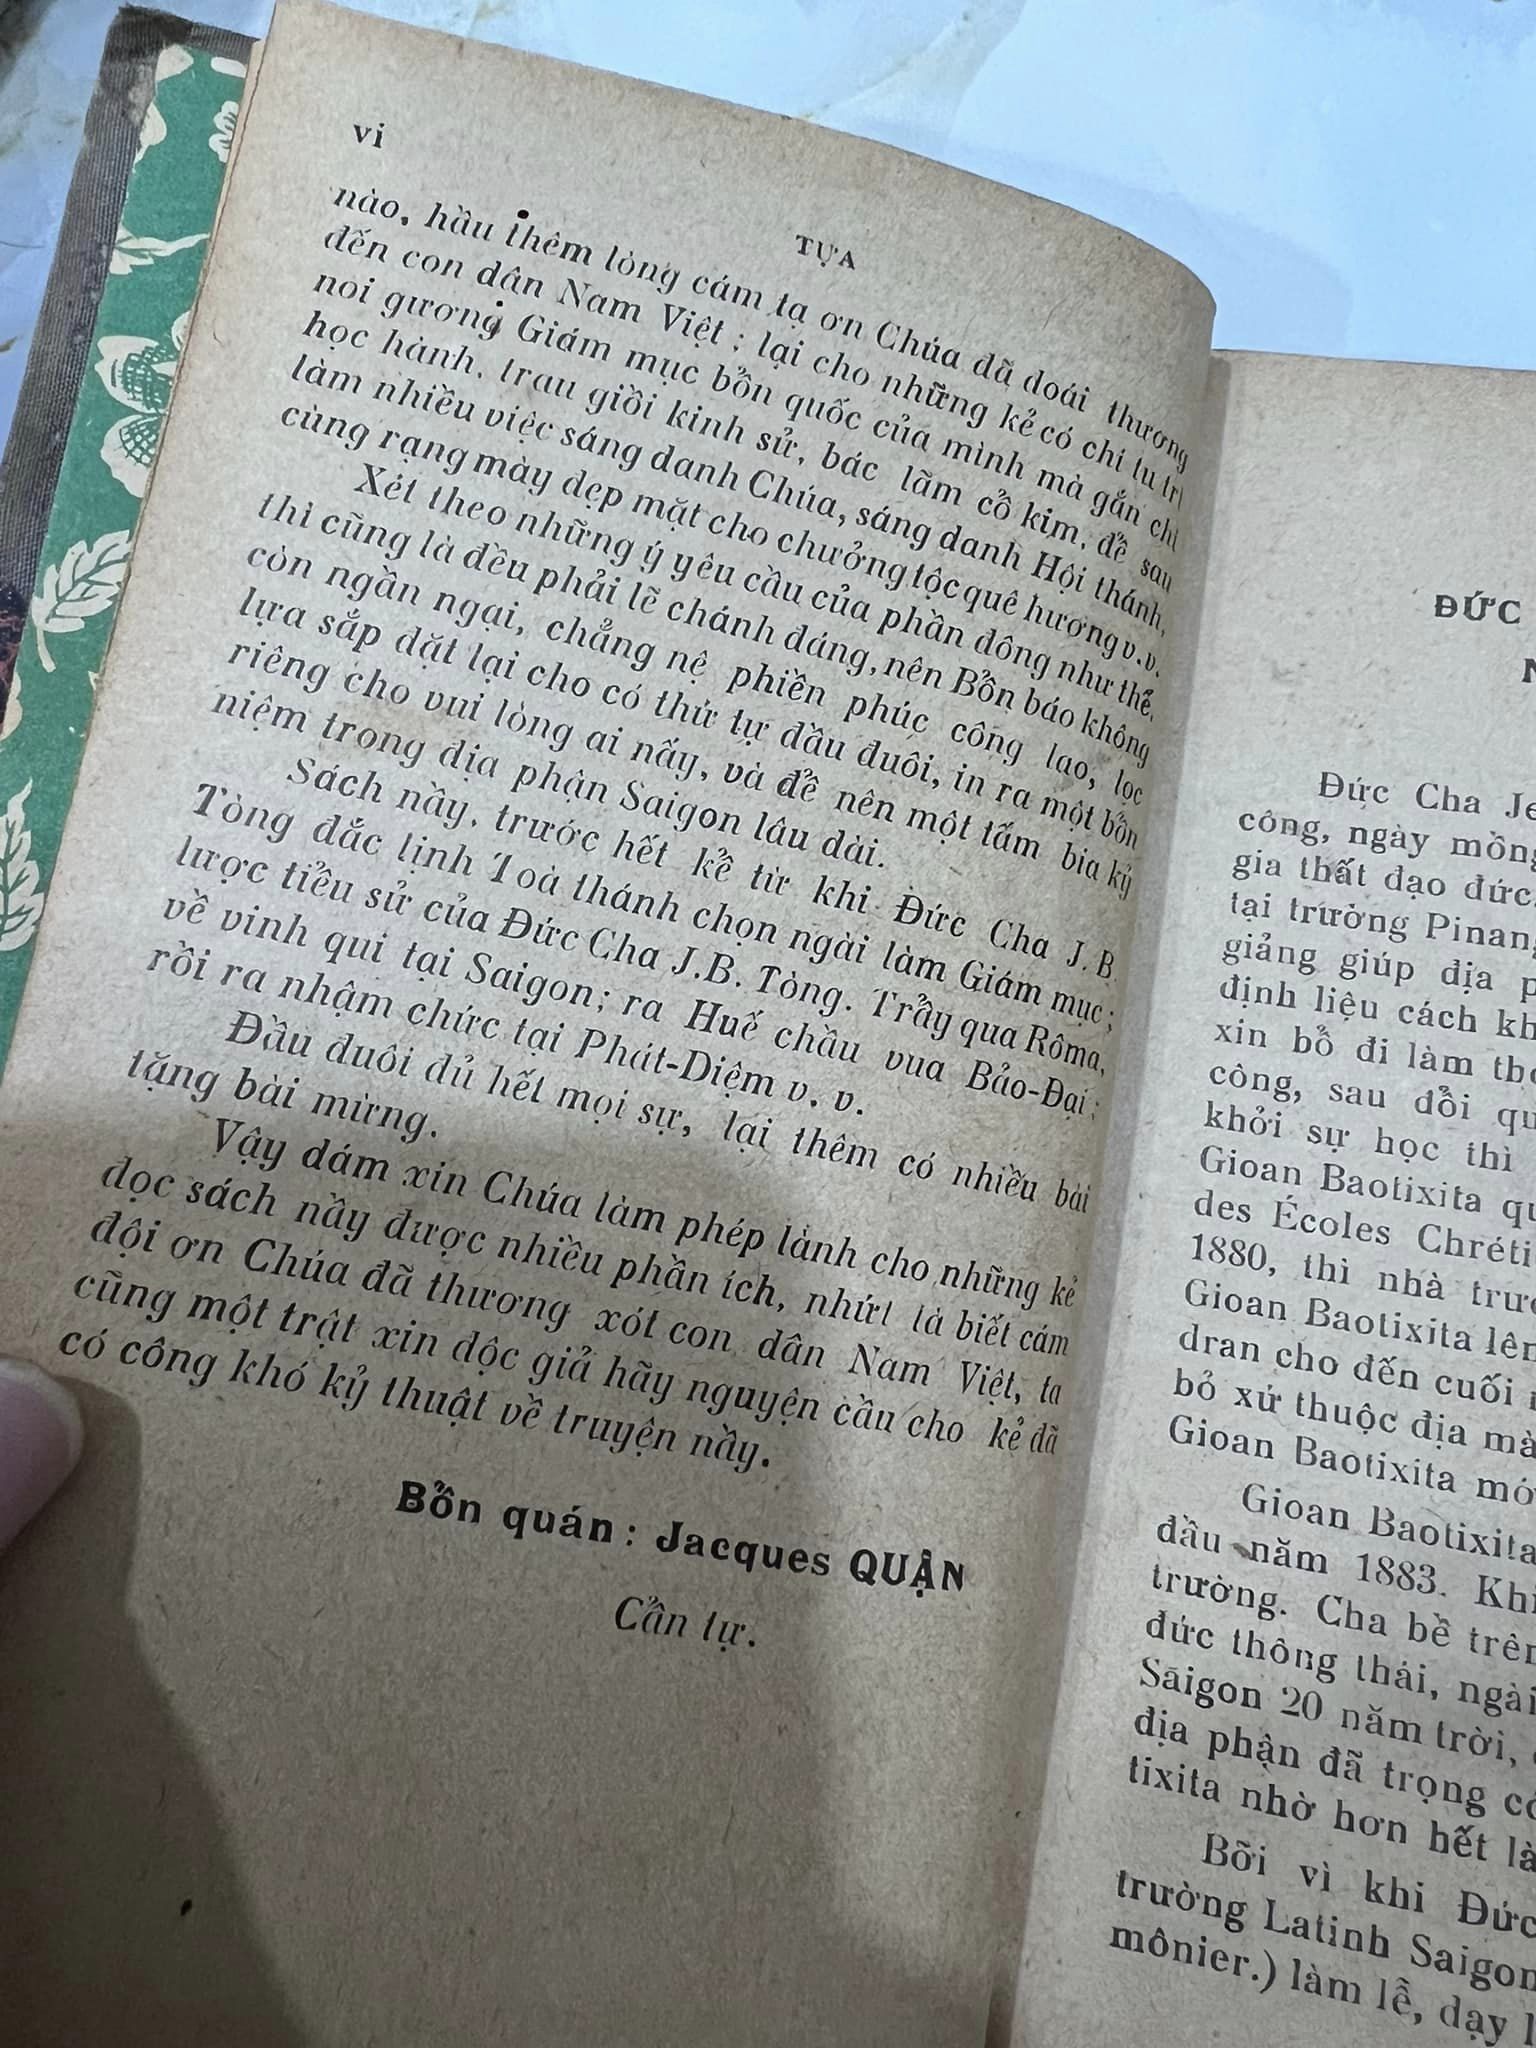 vi
TỰA
nào, hầu thêm lòng cám tạ ơn Chúa đã doái thương
đến con dân Nam Việt ; lại cho những kẻ có chí tu trì
noi gương Giám mục bổn quốc của mình mà gắn chí
học hành, trau giồi kinh sử, bác lãm cổ kim, để sau
làm nhiều việc sáng danh Chúa, sáng danh Hội thánh,
cùng rạng mày đẹp mặt cho chưởng tộc quê hương v.v.
Xét theo những ý yêu cầu của phần đông như thế,
thì cũng là đều phải lẽ chánh đáng, nên Bổn báo không
còn ngần ngại, chẳng nệ phiền phúc công lao, lọc
lựa sắp đặt lại cho có thứ tự đầu đuôi, in ra một bổn
riêng cho vui lòng ai nấy, và để nên một tấm bia kỷ
niệm trong địa phận Saigon lâu dài.
Sách nầy, trước hết kể từ khi Đức Cha J.B.
Tòng đắc lịnh Toà thánh chọn ngài làm Giám mục ;
lược tiểu sử của Đức Cha J.B. Tòng. Trẩy qua Rôma,
về vinh qui tại Saigon ; ra Huế chầu vua Bảo-Đại ;
rồi ra nhậm chức tại Phát-Diệm v. v.
Đầu đuôi đủ hết mọi sự, lại thêm có nhiều bài
tặng bài mừng.
Vậy dám xin Chúa làm phép lành cho những kẻ
đọc sách nầy được nhiều phần ích, nhứt là biết cám
đội ơn Chúa đã thương xót con dân Nam Việt, ta
cũng một trật xin độc giả hãy nguyện cầu cho kẻ đã
có công khó kỷ thuật về truyện nầy.
Bổn quán : Jacques QUẬN
Cẩn tự.
ĐỨC
Đức Cha Je
công, ngày mồng
gia thất đạo đức.
tại trường Pinang
giảng giúp địa p
định liệu cách kh
xin bổ đi làm thơ
công, sau đổi qu
khởi sự học thì
Gioan Baotixita qu
des Écoles Chréti
1880, thì nhà trươ
Gioan Baotixita lên
dran cho đến cuối
bỏ xứ thuộc địa mà
Gioan Baotixita mớ
Gioan Baotixita
đầu năm 1883. Khi
trường. Cha bề trên
đức thông thái, ngài
Saigon 20 năm trời,
địa phận đã trọng có
tixita nhờ hơn hết là
Bỡi vì khi Đức
trường Latinh Saigon
mônier.) làm lễ, dạy l